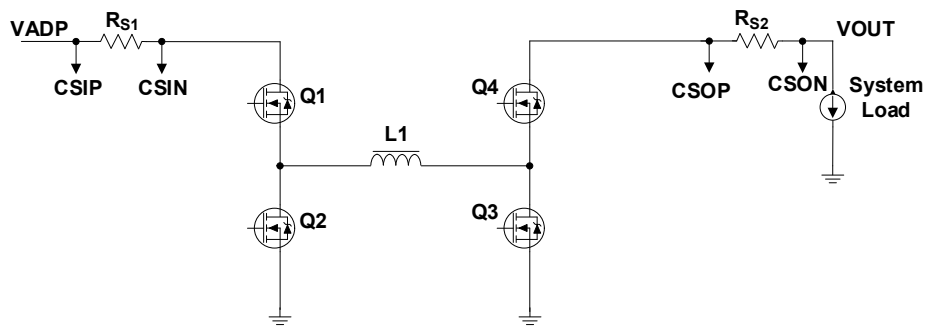 VADP
RS1
RS2
VOUT
CSIP
CSIN
CSOP
CSON
System
Load
Q1
Q4
L1
Q2
Q3